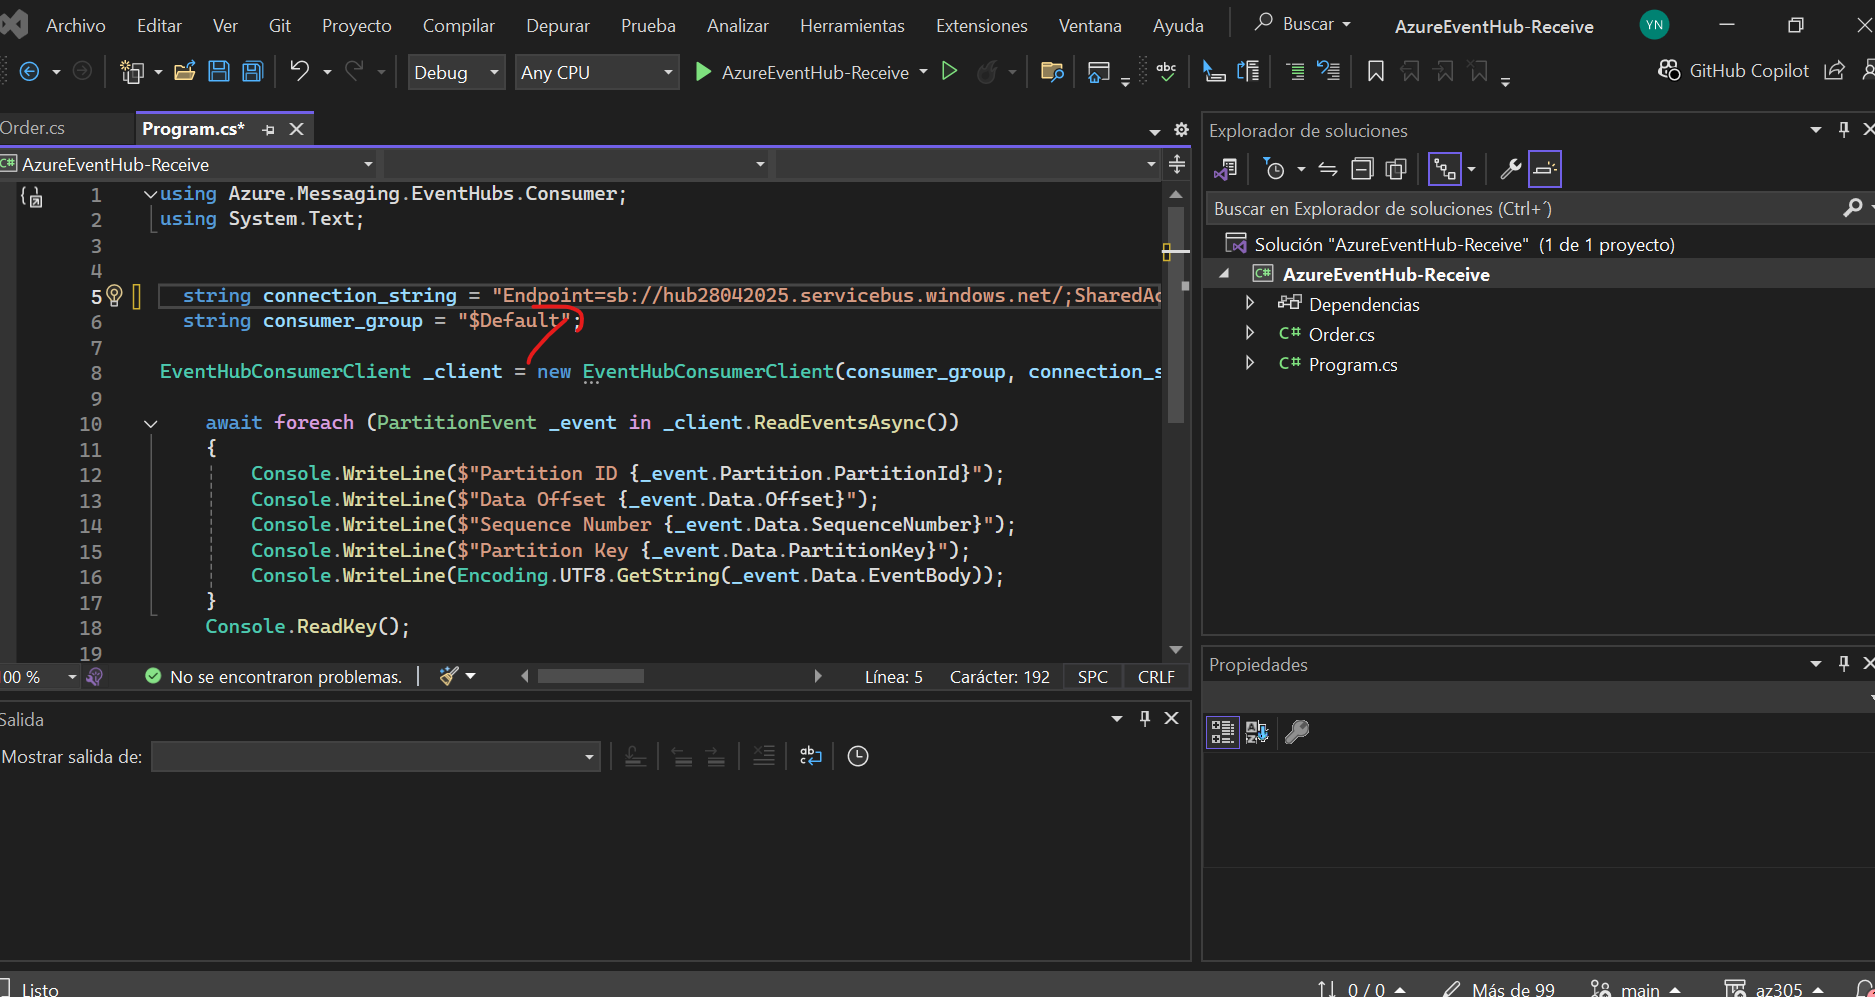 Archivo Editar Ver Git Proyecto Compilar Depurar Prueba Analizar Herramientas Extensiones Ventana Ayuda Buscar AzureEventHub-Receive YN
Debug Any CPU AzureEventHub-Receive abc GitHub Copilot
Order.cs Program.cs*
C# AzureEventHub-Receive
1 using Azure.Messaging.EventHubs.Consumer;
2 using System.Text;
3
4
5 string connection_string = "Endpoint=sb://hub28042025.servicebus.windows.net/;SharedAc
6 string consumer_group = "$Default";
7
8 EventHubConsumerClient _client = new EventHubConsumerClient(consumer_group, connection_s
9
10 await foreach (PartitionEvent _event in _client.ReadEventsAsync())
11 {
12 Console.WriteLine($"Partition ID {_event.Partition.PartitionId}");
13 Console.WriteLine($"Data Offset {_event.Data.Offset}");
14 Console.WriteLine($"Sequence Number {_event.Data.SequenceNumber}");
15 Console.WriteLine($"Partition Key {_event.Data.PartitionKey}");
16 Console.WriteLine(Encoding.UTF8.GetString(_event.Data.EventBody));
17 }
18 Console.ReadKey();
19
00 % No se encontraron problemas. Línea: 5 Carácter: 192 SPC CRLF
Salida
Mostrar salida de:
Explorador de soluciones
Buscar en Explorador de soluciones (Ctrl+´)
Solución "AzureEventHub-Receive" (1 de 1 proyecto)
C# AzureEventHub-Receive
Dependencias
C# Order.cs
C# Program.cs
Propiedades
Listo 0 / 0 Más de 99 main az305